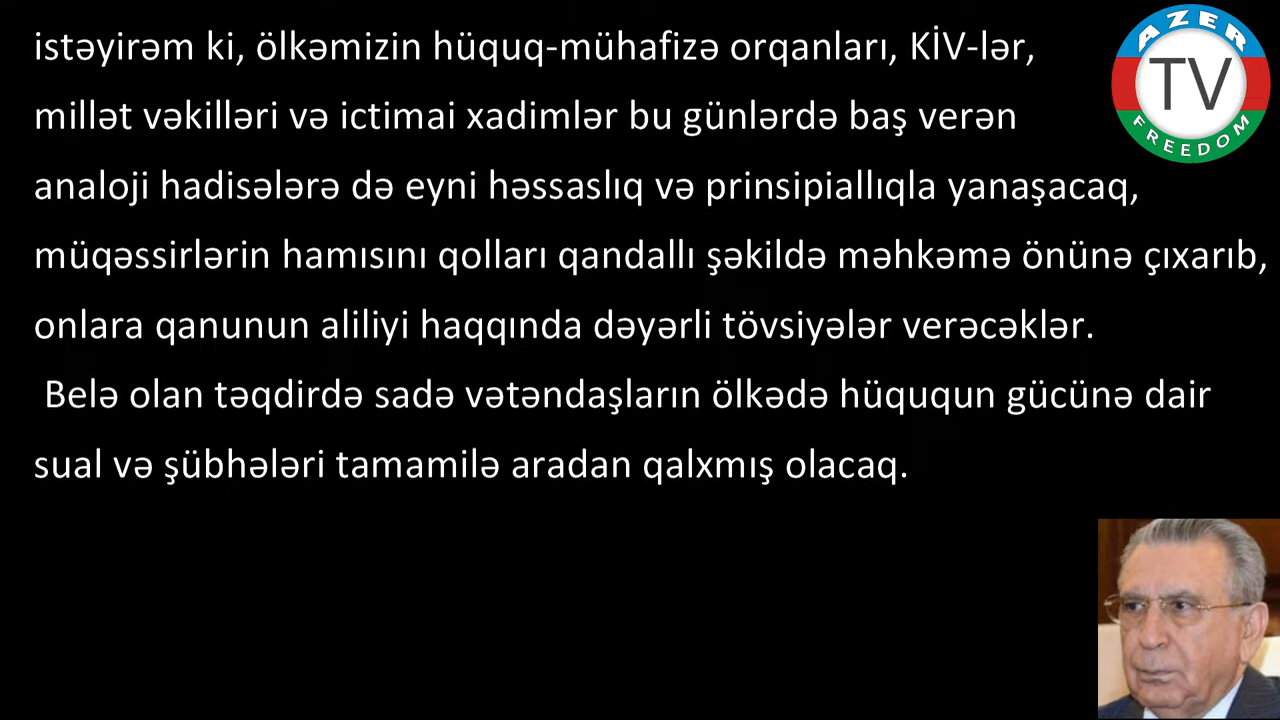 istəyirəm ki, ölkəmizin hüquq-mühafizə orqanları, KİV-lər,
millət vəkilləri və ictimai xadimlər bu günlərdə baş verən
analoji hadisələrə də eyni həssaslıq və prinsipiallıqla yanaşacaq,
müqəssirlərin hamısını qolları qandallı şəkildə məhkəmə önünə çıxarıb,
onlara qanunun aliliyi haqqında dəyərli tövsiyələr verəcəklər.
Belə olan təqdirdə sadə vətəndaşların ölkədə hüququn gücünə dair
sual və şübhələri tamamilə aradan qalxmış olacaq.
AZER
TV
FREEDOM